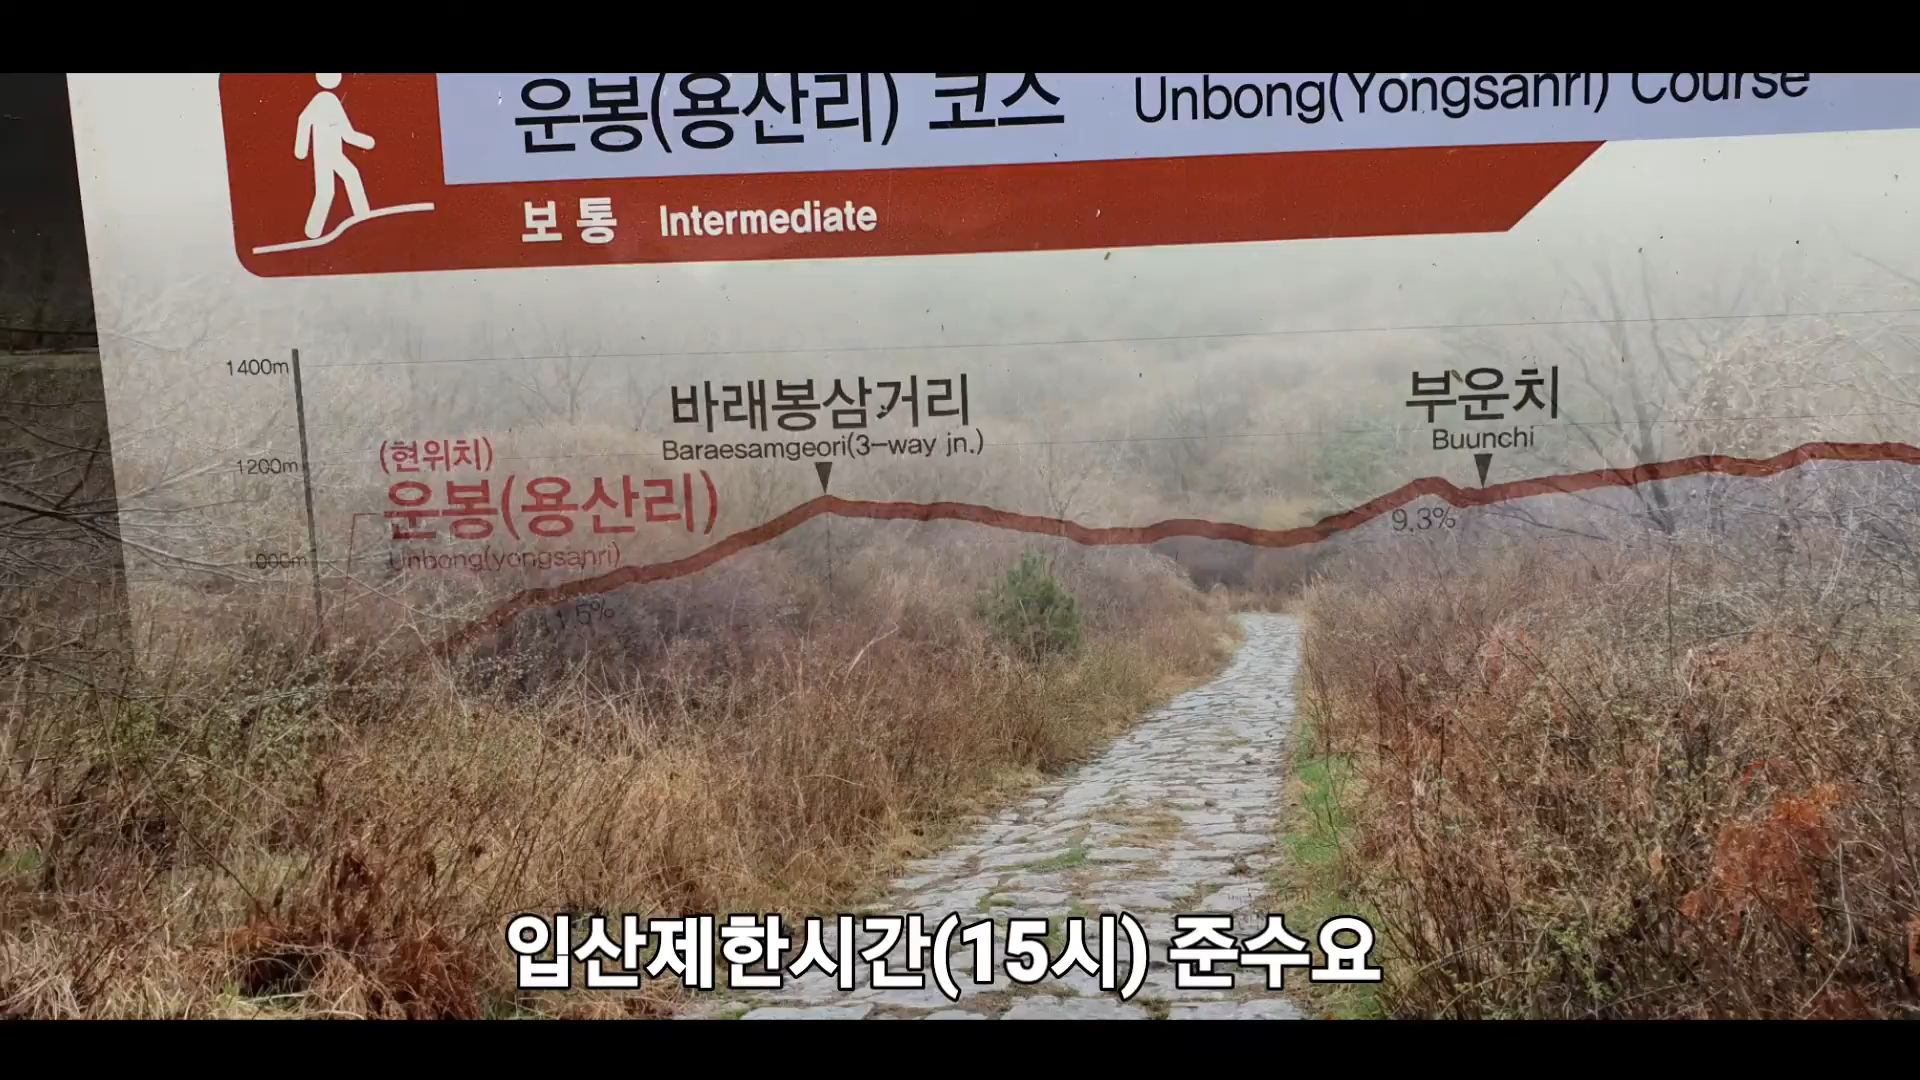 운봉(용산리) 코스 Unbong(Yongsanri) Course
보통 Intermediate
1400m
바래봉삼거리
Baraesamgeori(3-way jn.)
부운치
Buunchi
1200m
(현위치)
운봉(용산리)
Unbong(yongsanri)
9.3%
1000m
11.5%
입산제한시간(15시) 준수요